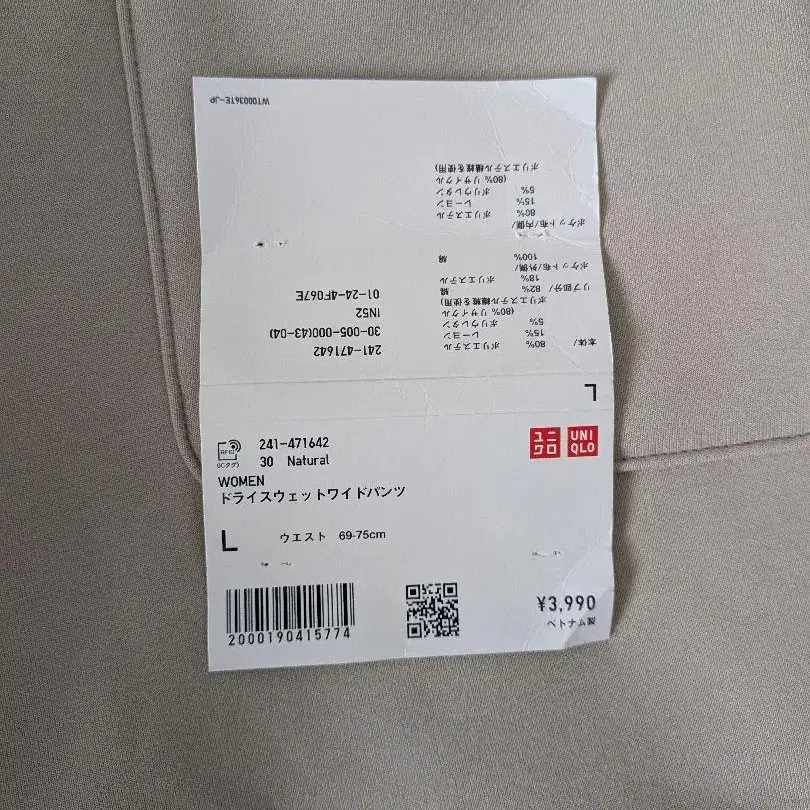 241-471642
30 Natural
RFID
(ICタグ)
ユニクロ
UNIQLO
WOMEN
ドライスウェットワイドパンツ
L ウエスト 69-75cm
2000190415774
¥3,990
ベトナム産
L
本体/ 80% ポリエステル
15% レーヨン
5% ポリウレタン
(80% リサイクル
ポリエステル繊維を使用)
リブ部分/ 82% 綿
18% ポリエステル
ポケット布/外側/
100% 綿
ポケット布/内側/
80% ポリエステル
15% レーヨン
5% ポリウレタン
(80% リサイクル
ポリエステル繊維を使用)
241-471642
30-005-000(43-04)
IN52
01-24-4F067E
WT00036TE-JP